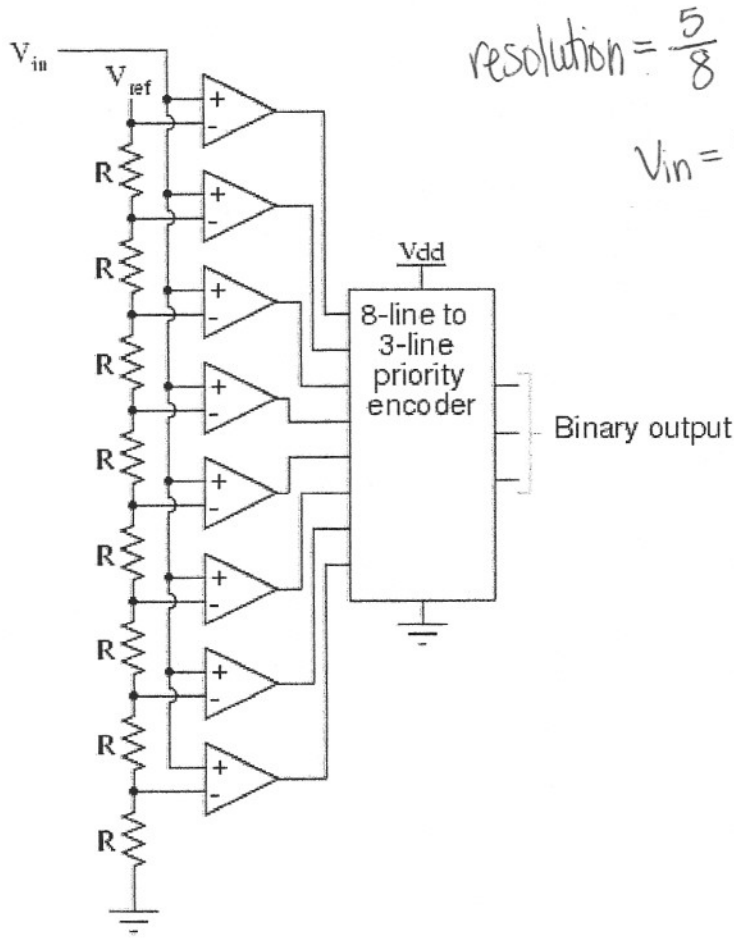 resolution = 5/8
Vin =
Vin
Vref
+
-
R
+
-
R
+
-
R
+
-
R
+
-
R
+
-
R
+
-
R
+
-
R
Vdd
8-line to
3-line
priority
encoder
Binary output